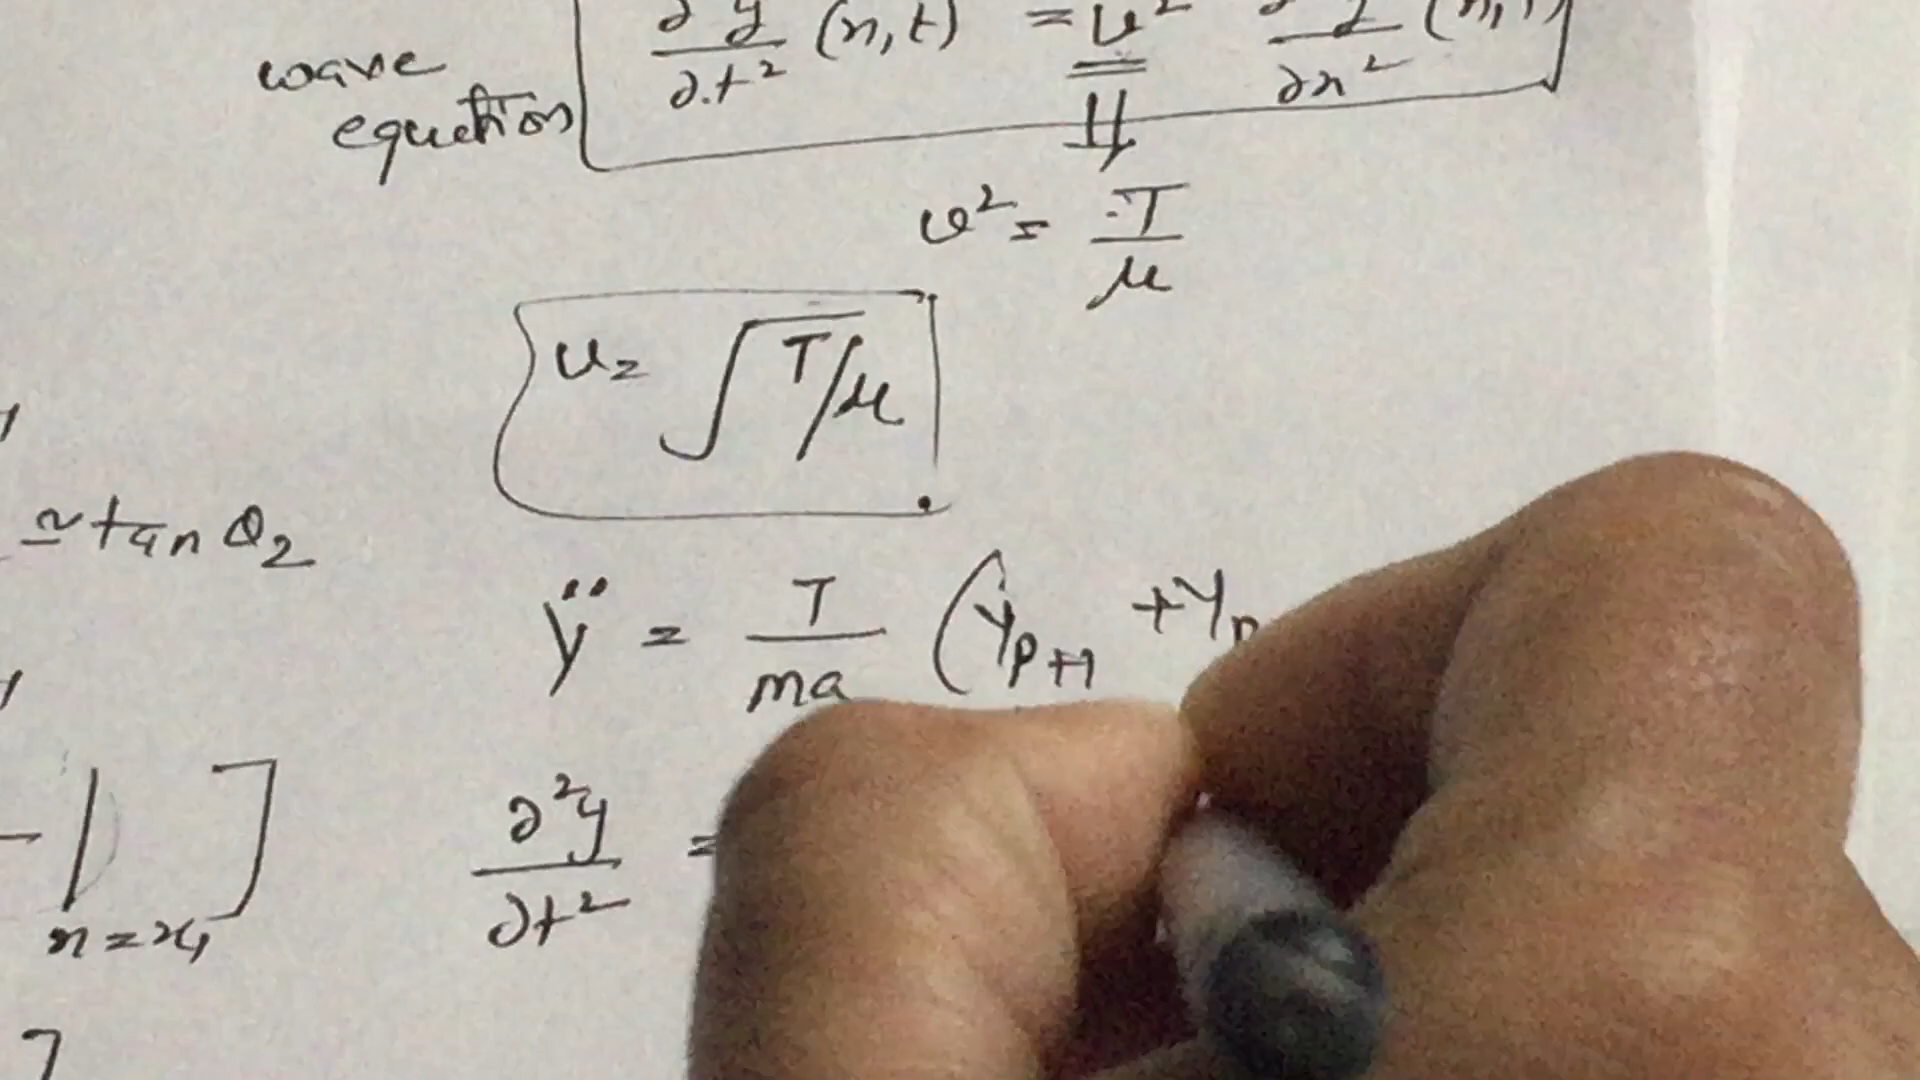 wave
equation
∂²y/∂t² (x,t) = v² ∂²y/∂x² (x,t)
v² = T/μ
v = √T/μ
≃ tan θ₂
ÿ = T/ma (y_{p+1} + y_p
] x = x₁
∂²y/∂t² =